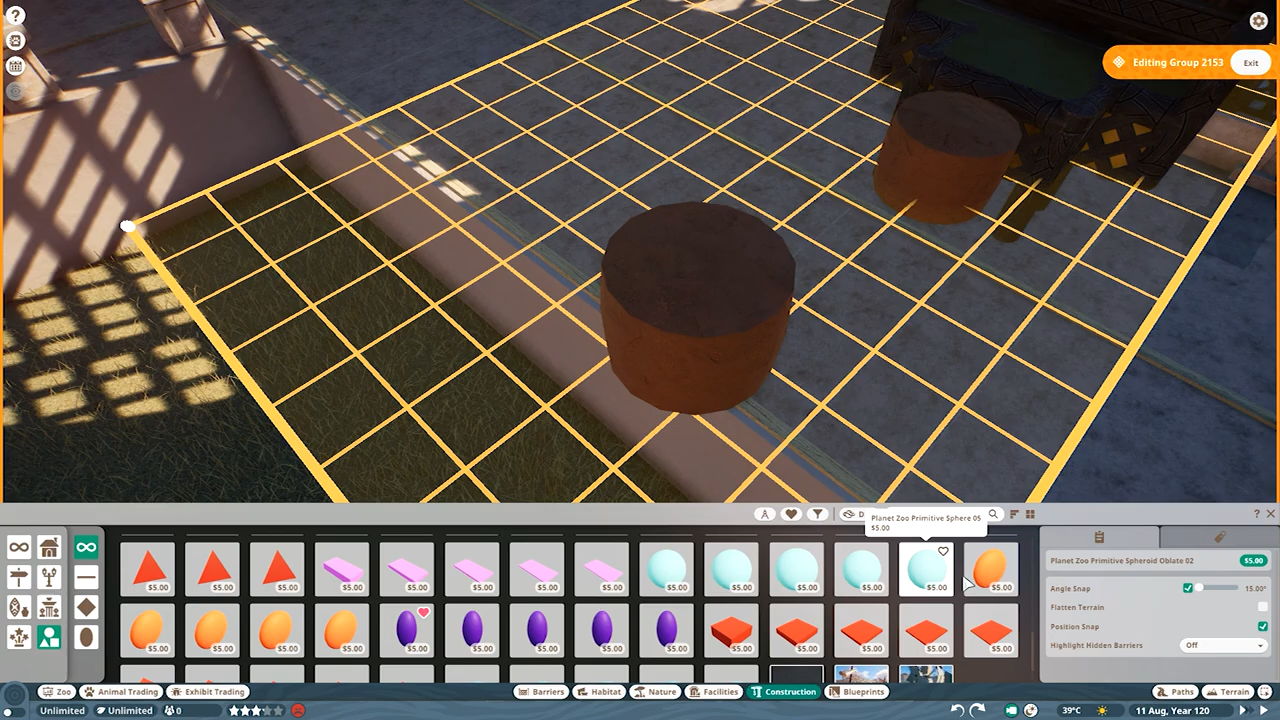 Editing Group 2153
Exit
Planet Zoo Primitive Sphere 05
$5.00
$5.00 $5.00 $5.00 $5.00 $5.00 $5.00 $5.00 $5.00 $5.00 $5.00 $5.00 $5.00 $5.00 $5.00
$5.00 $5.00 $5.00 $5.00 $5.00 $5.00 $5.00 $5.00 $5.00 $5.00 $5.00 $5.00 $5.00 $5.00
Planet Zoo Primitive Spheroid Oblate 02 $5.00
Angle Snap 15.00°
Flatten Terrain
Position Snap
Highlight Hidden Barriers Off
Zoo Animal Trading Exhibit Trading Barriers Habitat Nature Facilities Construction Blueprints Paths Terrain
Unlimited Unlimited 0 39°C 11 Aug, Year 120